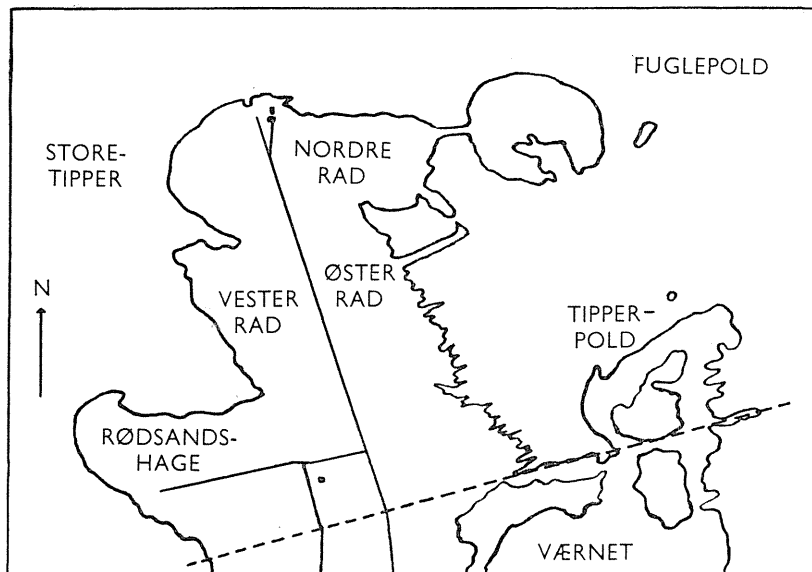 FUGLEPOLD
STORE-
TIPPER
NORDRE
RAD
N
VESTER
RAD
ØSTER
RAD
TIPPER-
POLD
RØDSANDS-
HAGE
VÆRNET